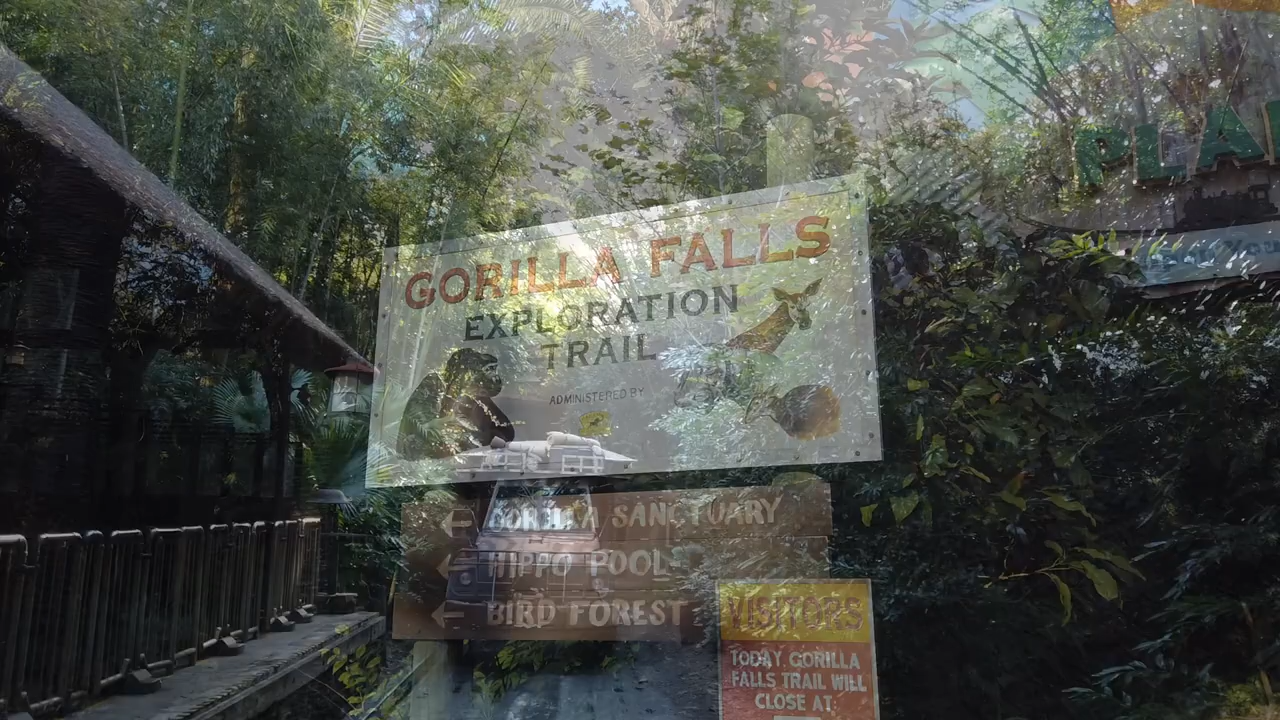 GORILLA FALLS
EXPLORATION
TRAIL
ADMINISTERED BY
GORILLA SANCTUARY
HIPPO POOL
BIRD FOREST
VISITORS
TODAY GORILLA
FALLS TRAIL WILL
CLOSE AT:
PLA